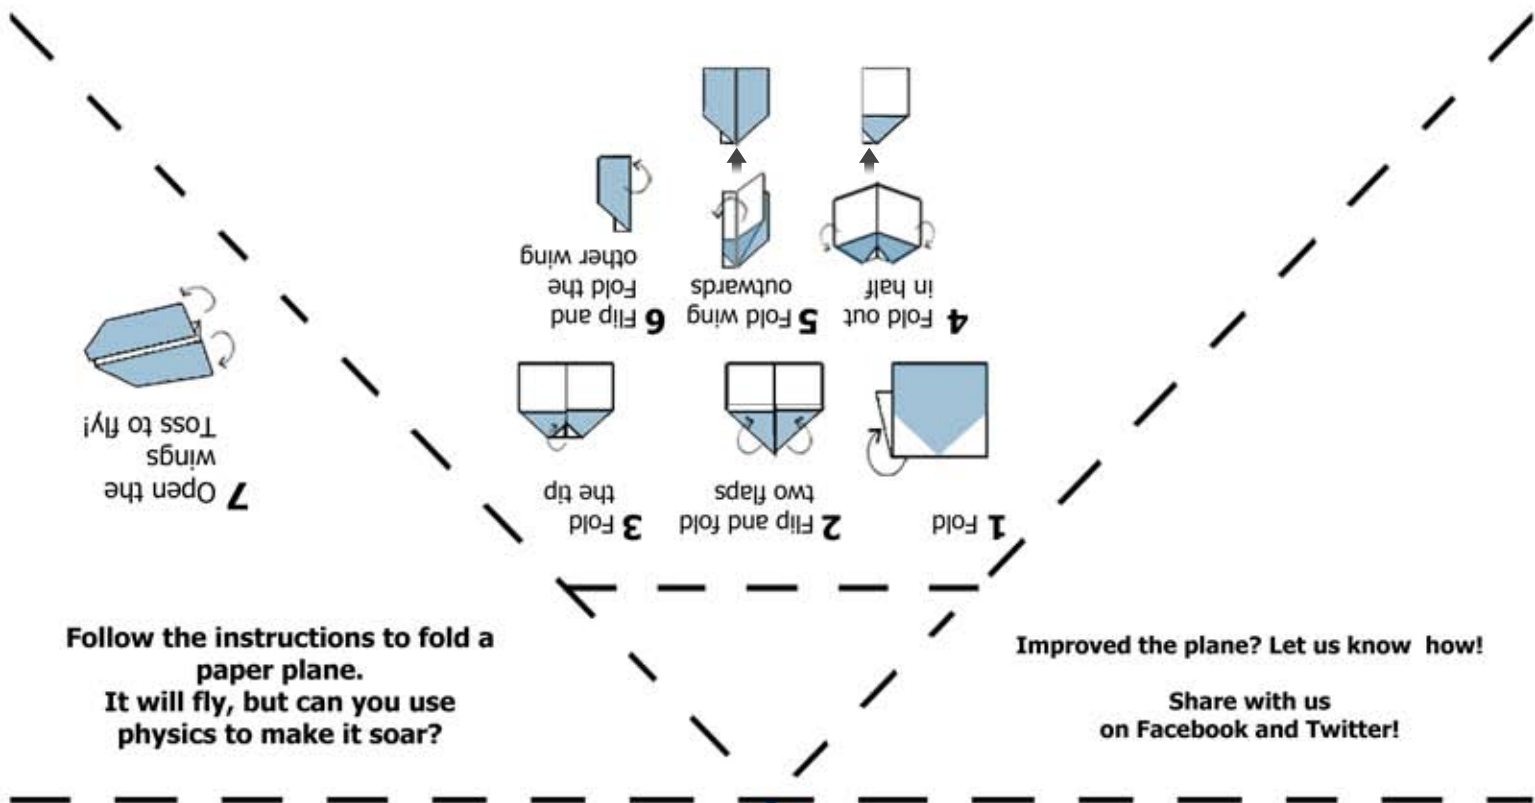 1 Fold
2 Flip and fold
two flaps
3 Fold
the tip
4 Fold out
in half
5 Fold wing
outwards
6 Flip and
Fold the
other wing
7 Open the
wings
Toss to fly!
Follow the instructions to fold a
paper plane.
It will fly, but can you use
physics to make it soar?
Improved the plane? Let us know how!
Share with us
on Facebook and Twitter!